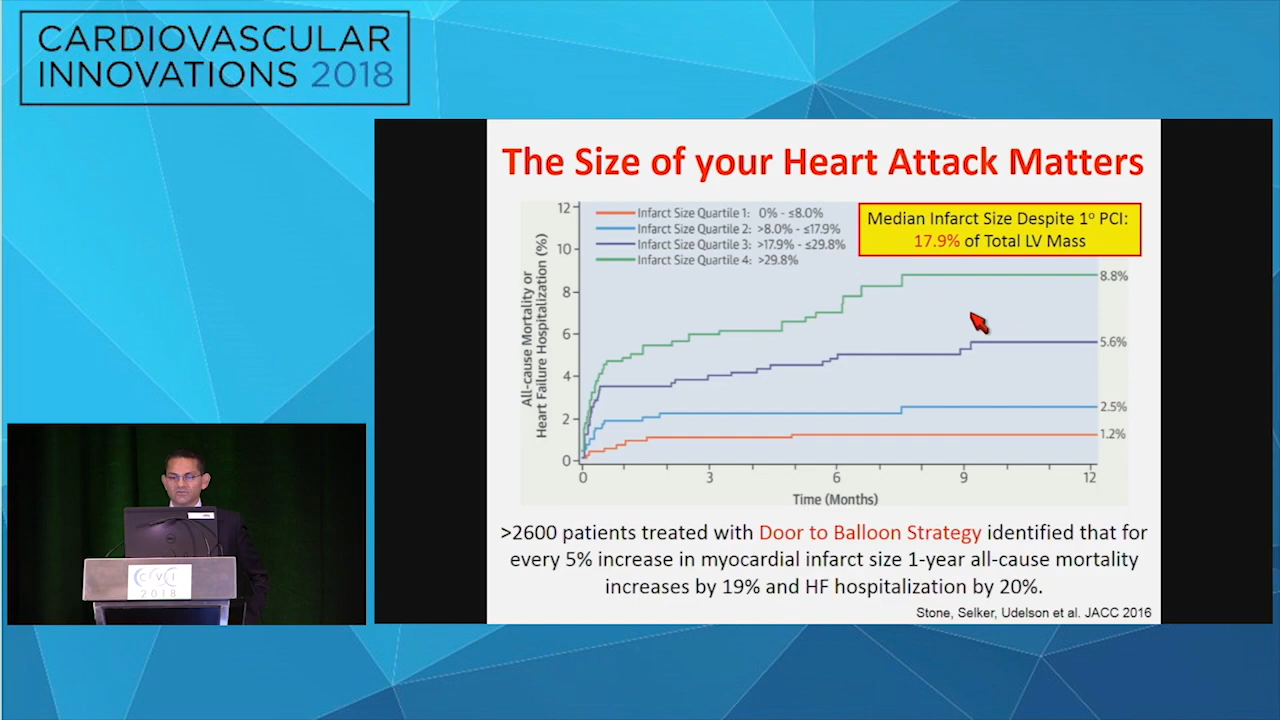 CARDIOVASCULAR
INNOVATIONS 2018
The Size of your Heart Attack Matters
Infarct Size Quartile 1: 0% - ≤8.0%
Infarct Size Quartile 2: >8.0% - ≤17.9%
Infarct Size Quartile 3: >17.9% - ≤29.8%
Infarct Size Quartile 4: >29.8%
Median Infarct Size Despite 1º PCI:
17.9% of Total LV Mass
All-cause Mortality or
Heart Failure Hospitalization (%)
12
10
8
6
4
2
0
8.8%
5.6%
2.5%
1.2%
0 3 6 9 12
Time (Months)
>2600 patients treated with Door to Balloon Strategy identified that for
every 5% increase in myocardial infarct size 1-year all-cause mortality
increases by 19% and HF hospitalization by 20%.
Stone, Selker, Udelson et al. JACC 2016
CVCI
2018